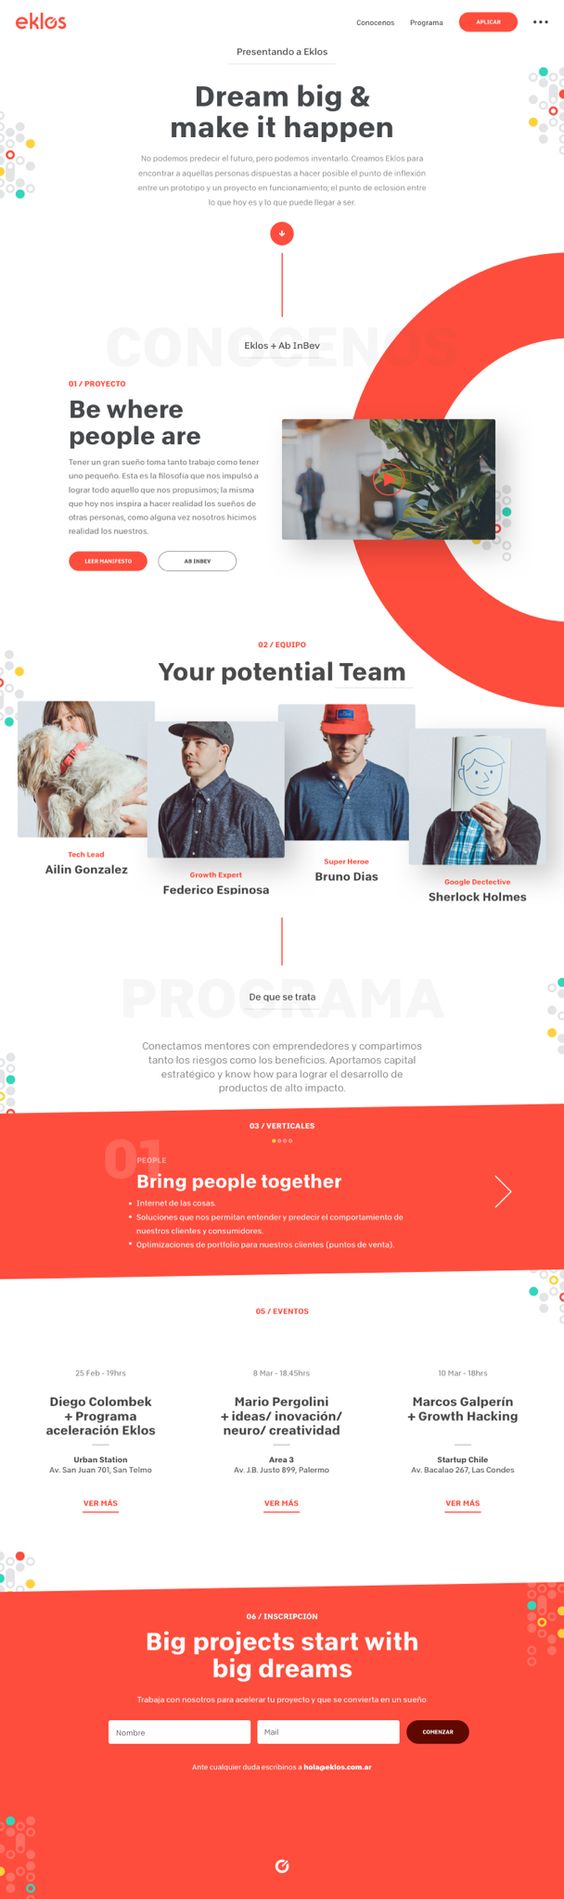 eklos
Conocenos
Programa
APLICAR
Presentando a Eklos
Dream big &
make it happen
No podemos predecir el futuro, pero podemos inventarlo. Creamos Eklos para
encontrar a aquellas personas dispuestas a hacer posible el punto de inflexión
entre un prototipo y un proyecto en funcionamiento; el punto de eclosión entre
lo que hoy es y lo que puede llegar a ser.
CONOCENOS
Eklos + Ab InBev
01 / PROYECTO
Be where
people are
Tener un gran sueño toma tanto trabajo como tener
uno pequeño. Esta es la filosofía que nos impulsó a
lograr todo aquello que nos propusimos; la misma
que hoy nos inspira a hacer realidad los sueños de
otras personas, como alguna vez nosotros hicimos
realidad los nuestros.
LEER MANIFESTO
AB INBEV
02 / EQUIPO
Your potential Team
Tech Lead
Ailin Gonzalez
Growth Expert
Federico Espinosa
Super Heroe
Bruno Dias
Google Dectective
Sherlock Holmes
PROGRAMA
De que se trata
Conectamos mentores con emprendedores y compartimos
tanto los riesgos como los beneficios. Aportamos capital
estratégico y know how para lograr el desarrollo de
productos de alto impacto.
03 / VERTICALES
01
PEOPLE
Bring people together
• Internet de las cosas.
• Soluciones que nos permitan entender y predecir el comportamiento de
nuestros clientes y consumidores.
• Optimizaciones de portfolio para nuestros clientes (puntos de venta).
05 / EVENTOS
25 Feb - 19hrs
Diego Colombek
+ Programa
aceleración Eklos
Urban Station
Av. San Juan 701, San Telmo
VER MÁS
8 Mar - 18.45hrs
Mario Pergolini
+ ideas/ inovación/
neuro/ creatividad
Area 3
Av. J.B. Justo 899, Palermo
VER MÁS
10 Mar - 18hrs
Marcos Galperín
+ Growth Hacking
Startup Chile
Av. Bacalao 267, Las Condes
VER MÁS
06 / INSCRIPCIÓN
Big projects start with
big dreams
Trabaja con nosotros para acelerar tu proyecto y que se convierta en un sueño
Nombre
Mail
COMENZAR
Ante cualquier duda escribinos a hola@eklos.com.ar